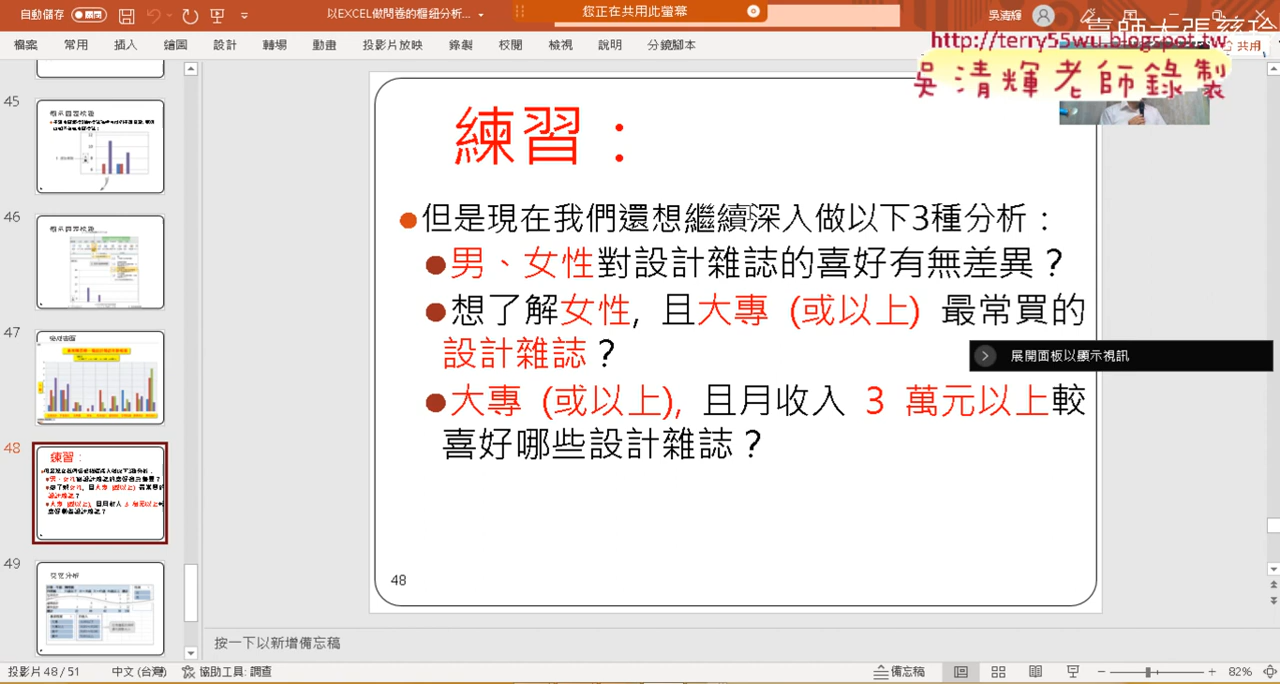 自動儲存
關閉
以EXCEL做問卷的樞鈕分析...
您正在共用此螢幕
吳清輝
檔案 常用 插入 繪圖 設計 轉場 動畫 投影片放映 錄製 校閱 檢視 說明 分鏡腳本
共用
http://terry55wu.blogspot.tw
吳清輝老師錄製
45
46
47
48
49
練習：
但是現在我們還想繼續深入做以下3種分析：
男、女性對設計雜誌的喜好有無差異？
想了解女性, 且大專 (或以上) 最常買的
設計雜誌？
大專 (或以上), 且月收入 3 萬元以上較
喜好哪些設計雜誌？
48
展開面板以顯示視訊
按一下以新增備忘稿
投影片 48 / 51 中文 (台灣) 協助工具: 調查
備忘稿
82%